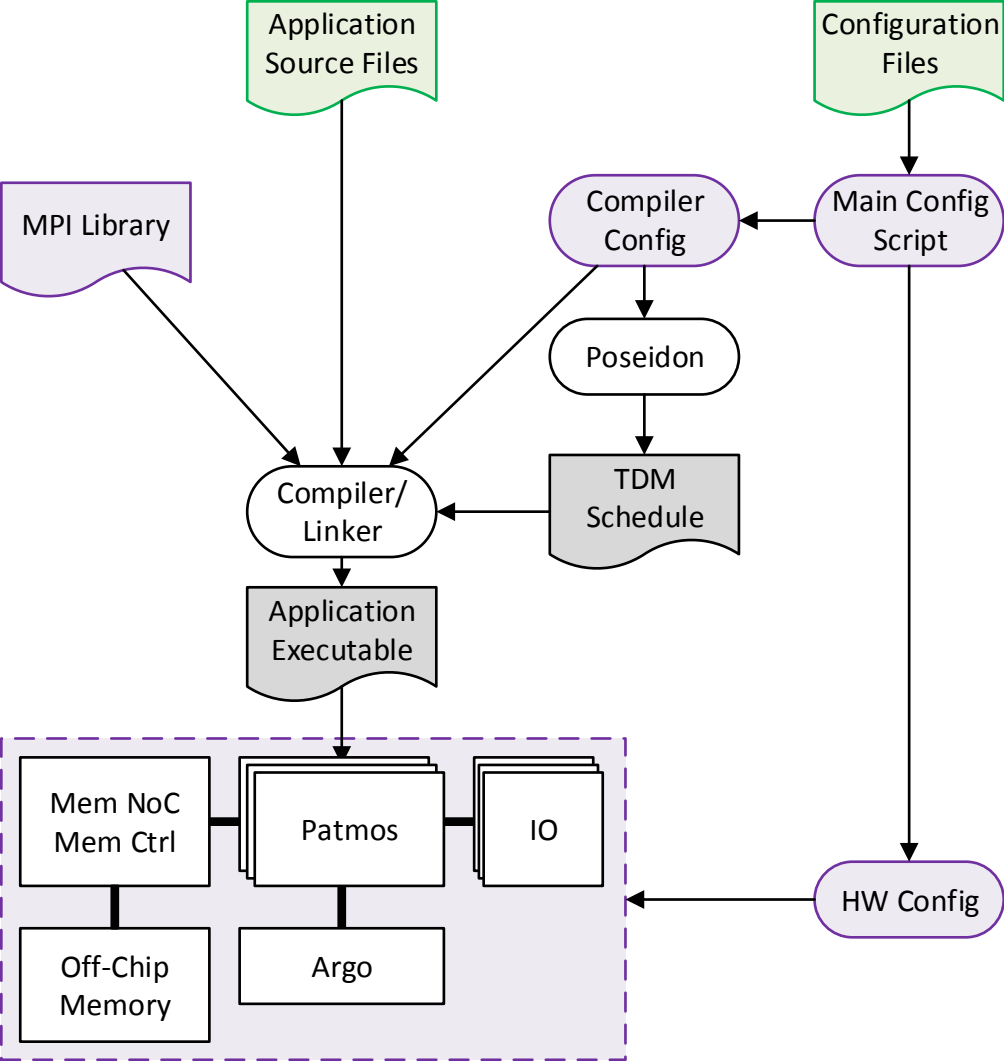 Application
Source Files
Configuration
Files
MPI Library
Compiler
Config
Main Config
Script
Poseidon
Compiler/
Linker
TDM
Schedule
Application
Executable
Mem NoC
Mem Ctrl
Patmos
IO
HW Config
Off-Chip
Memory
Argo